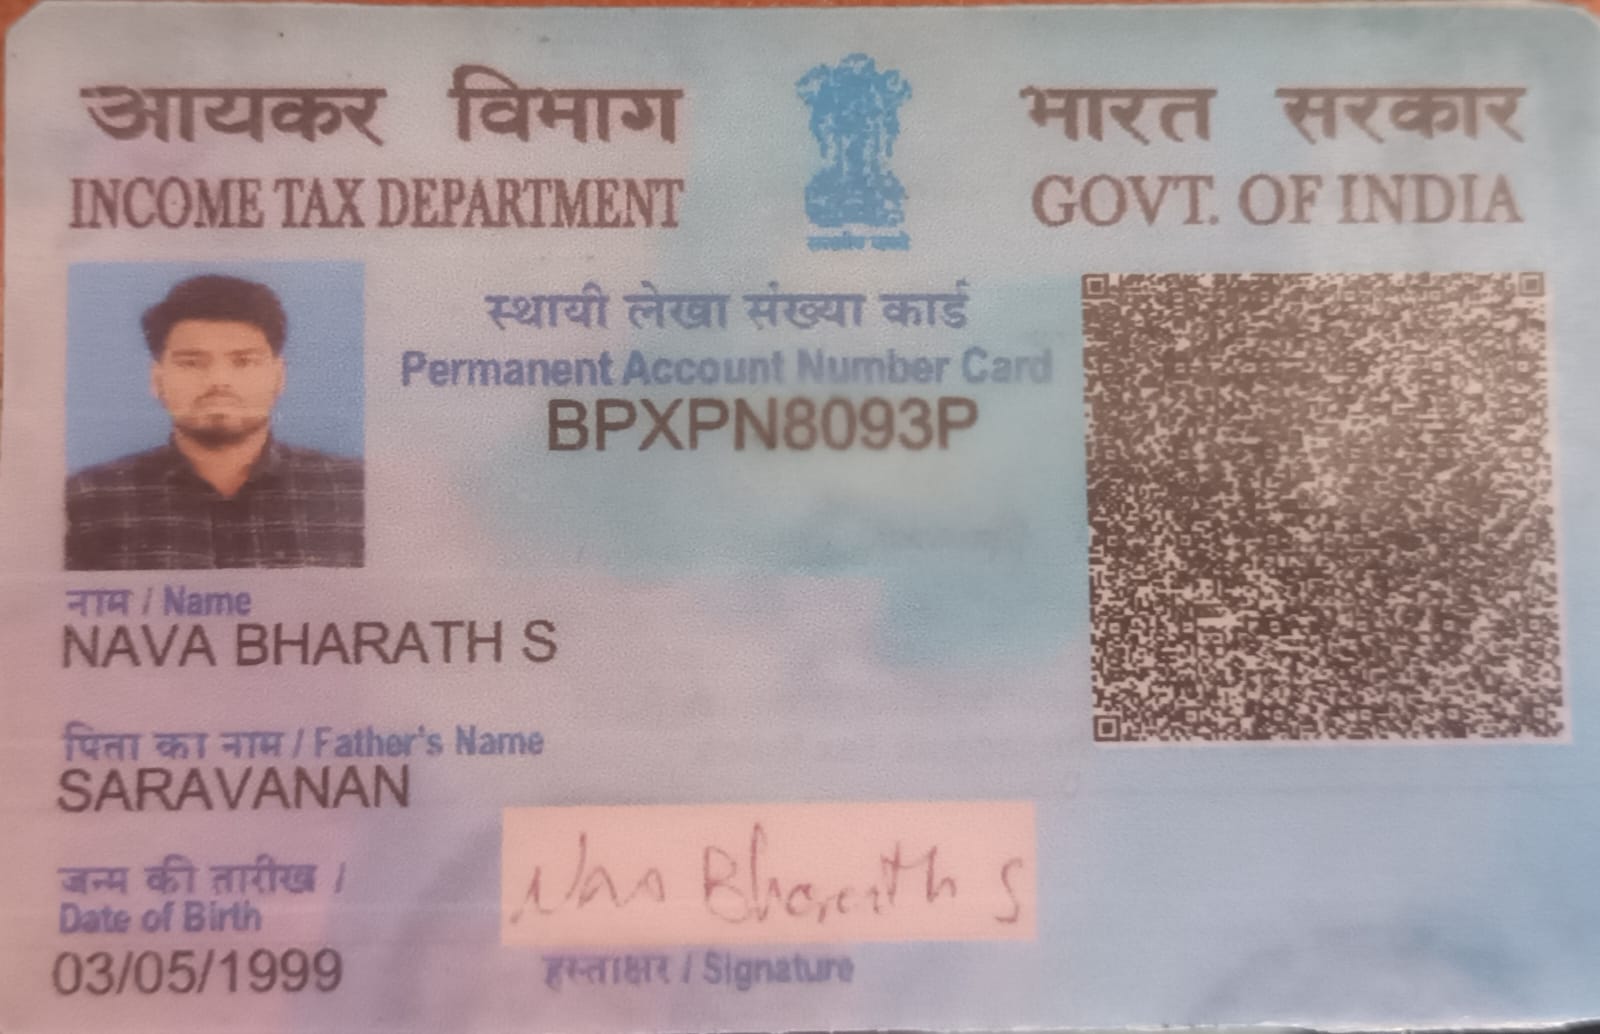 आयकर विभाग
INCOME TAX DEPARTMENT
भारत सरकार
GOVT. OF INDIA
स्थायी लेखा संख्या कार्ड
Permanent Account Number Card
BPXPN8093P
नाम / Name
NAVA BHARATH S
पिता का नाम / Father's Name
SARAVANAN
जन्म की तारीख /
Date of Birth
03/05/1999
Bharath S
हस्ताक्षर / Signature